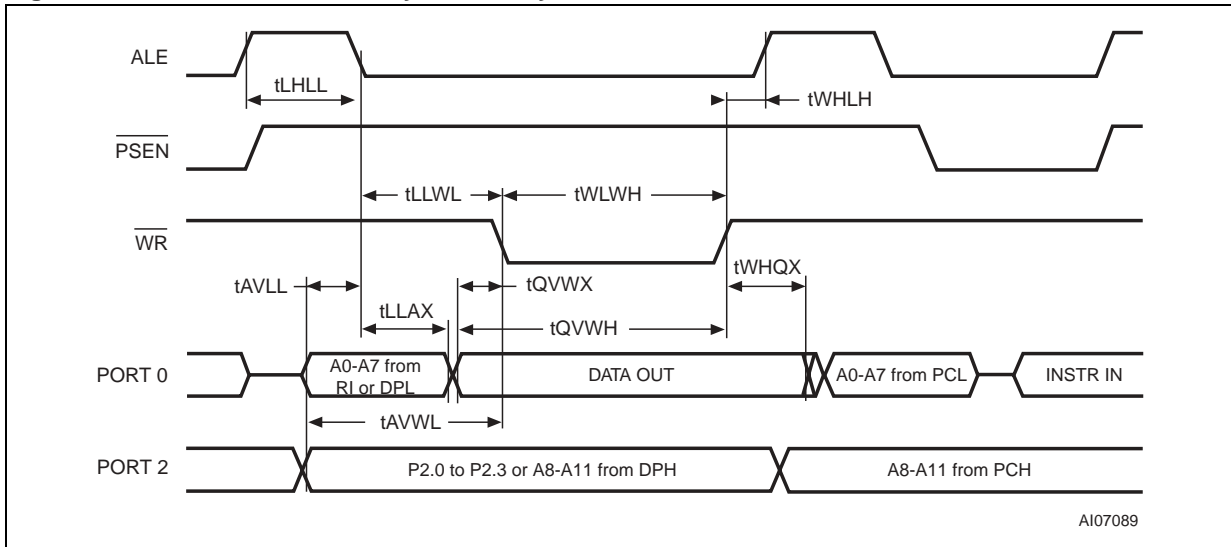 ALE
tLHLL
tWHLH
PSEN
tLLWL
tWLWH
WR
tWHQX
tAVLL
tQVWX
tLLAX
tQVWH
PORT 0
A0-A7 from
RI or DPL
DATA OUT
A0-A7 from PCL
INSTR IN
tAVWL
PORT 2
P2.0 to P2.3 or A8-A11 from DPH
A8-A11 from PCH
AI07089